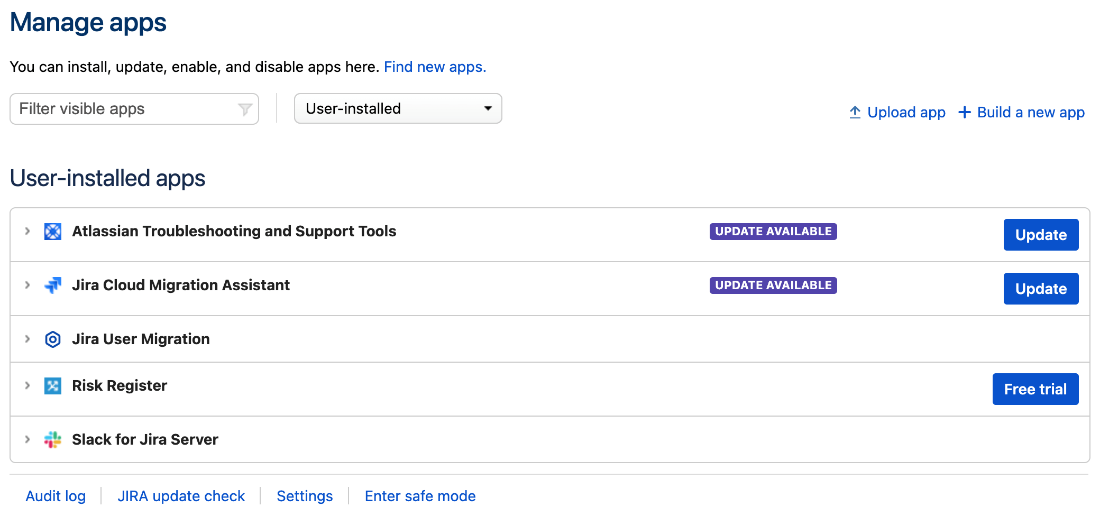 Manage apps
You can install, update, enable, and disable apps here. Find new apps.
Filter visible apps
User-installed
Upload app
Build a new app
User-installed apps
Atlassian Troubleshooting and Support Tools
UPDATE AVAILABLE
Update
Jira Cloud Migration Assistant
UPDATE AVAILABLE
Update
Jira User Migration
Risk Register
Free trial
Slack for Jira Server
Audit log
JIRA update check
Settings
Enter safe mode